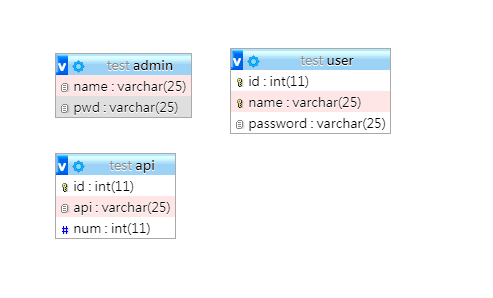 v test admin
name : varchar(25)
pwd : varchar(25)
v test user
id : int(11)
name : varchar(25)
password : varchar(25)
v test api
id : int(11)
api : varchar(25)
# num : int(11)